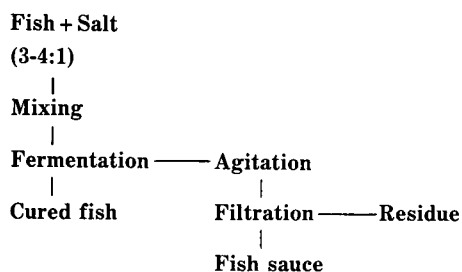 Fish + Salt
(3-4:1)
Mixing
Fermentation Agitation
Cured fish Filtration Residue
Fish sauce